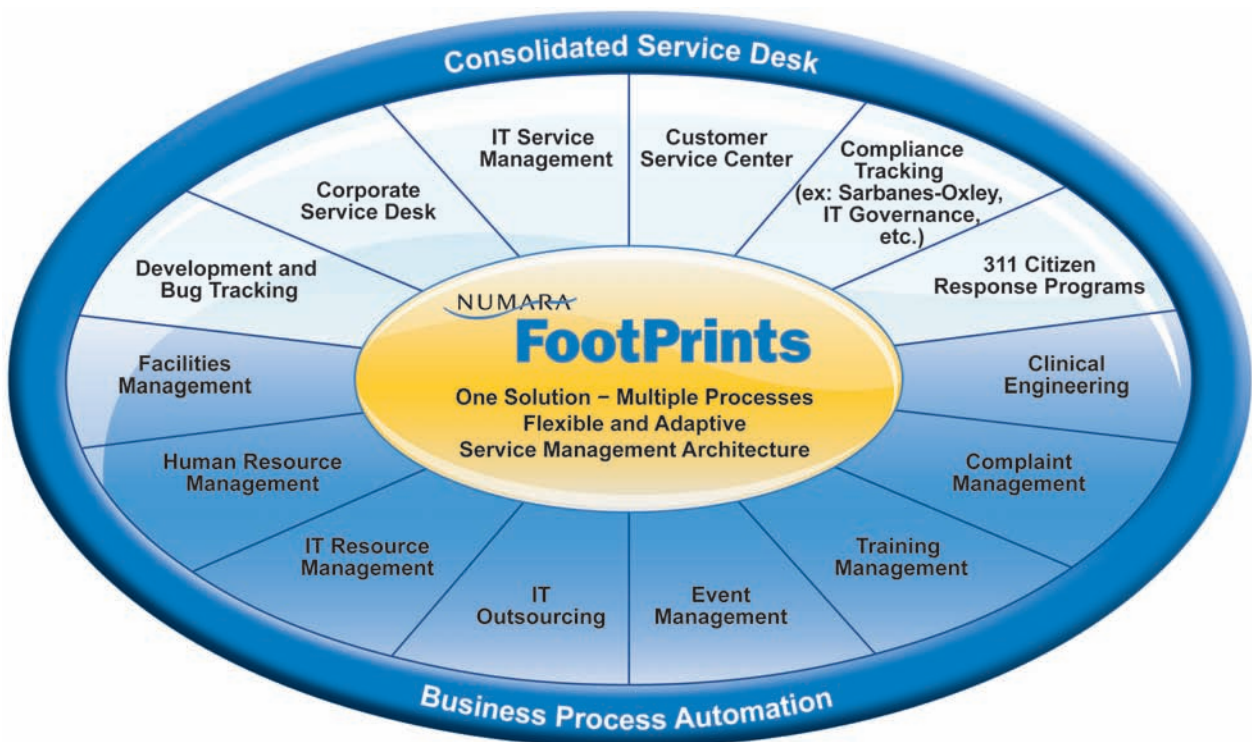 Consolidated Service Desk
IT Service
Management
Customer
Service Center
Compliance
Tracking
(ex: Sarbanes-Oxley,
IT Governance,
etc.)
Corporate
Service Desk
311 Citizen
Response Programs
Development and
Bug Tracking
NUMARA
FootPrints
One Solution – Multiple Processes
Flexible and Adaptive
Service Management Architecture
Facilities
Management
Clinical
Engineering
Human Resource
Management
Complaint
Management
IT Resource
Management
Training
Management
IT
Outsourcing
Event
Management
Business Process Automation